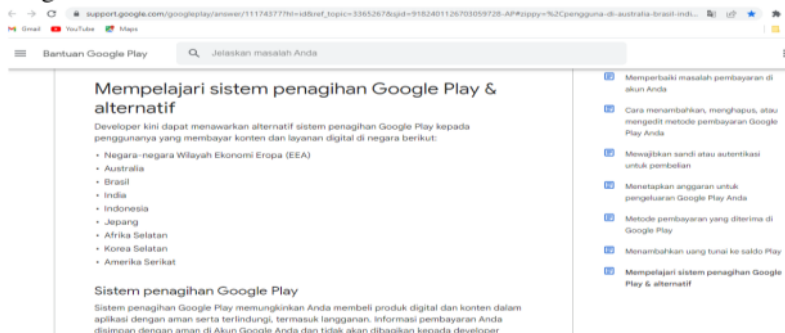 support.google.com/googleplay/answer/11174377?hl=id&ref_topic=3365267&sjid=9182401126703059728-AP#zippy=%2Cpengguna-di-australia-brasil-indi...
Gmail YouTube Maps
Bantuan Google Play
Jelaskan masalah Anda
Mempelajari sistem penagihan Google Play &
alternatif
Developer kini dapat menawarkan alternatif sistem penagihan Google Play kepada
penggunanya yang membayar konten dan layanan digital di negara berikut:
• Negara-negara Wilayah Ekonomi Eropa (EEA)
• Australia
• Brasil
• India
• Indonesia
• Jepang
• Afrika Selatan
• Korea Selatan
• Amerika Serikat
Sistem penagihan Google Play
Sistem penagihan Google Play memungkinkan Anda membeli produk digital dan konten dalam
aplikasi dengan aman serta terlindungi, termasuk langganan. Informasi pembayaran Anda
disimpan dengan aman di Akun Google Anda dan tidak akan dibagikan kepada developer
Memperbaiki masalah pembayaran di
akun Anda
Cara menambahkan, menghapus, atau
mengedit metode pembayaran Google
Play Anda
Mewajibkan sandi atau autentikasi
untuk pembelian
Menetapkan anggaran untuk
pengeluaran Google Play Anda
Metode pembayaran yang diterima di
Google Play
Menambahkan uang tunai ke saldo Play
Mempelajari sistem penagihan Google
Play & alternatif